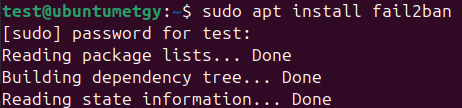 test@ubuntumetgy:~$ sudo apt install fail2ban
[sudo] password for test:
Reading package lists... Done
Building dependency tree... Done
Reading state information... Done